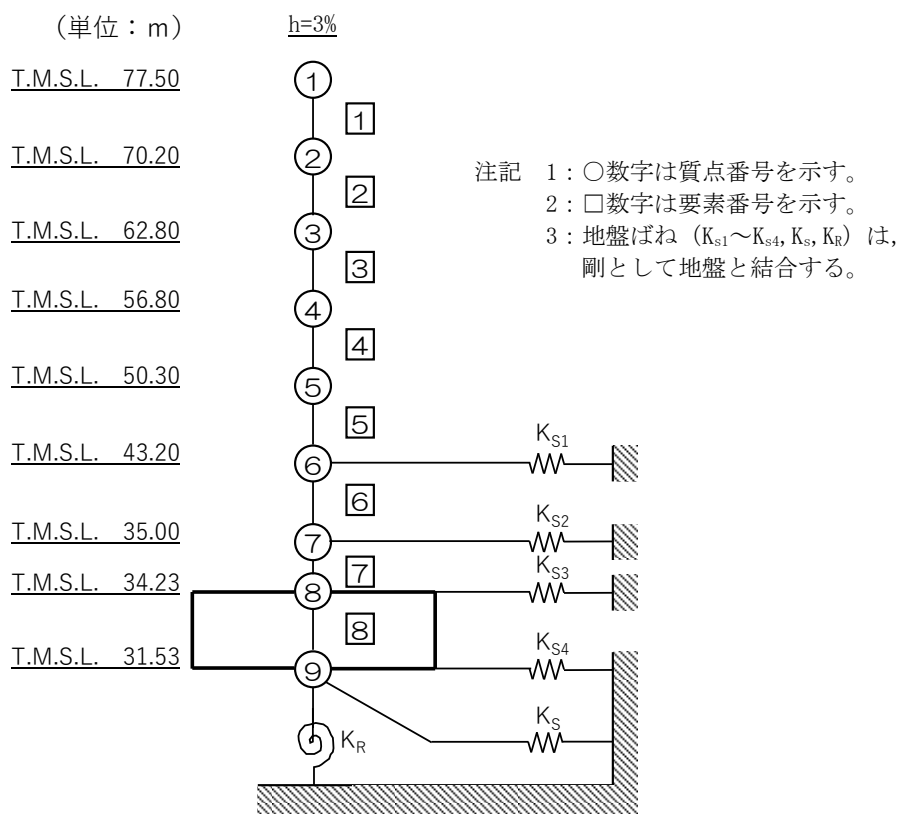 (単位：m)
h=3%
T.M.S.L. 77.50
①
1
T.M.S.L. 70.20
②
2
T.M.S.L. 62.80
③
3
T.M.S.L. 56.80
④
4
T.M.S.L. 50.30
⑤
5
T.M.S.L. 43.20
⑥
KS1
6
T.M.S.L. 35.00
⑦
KS2
7
T.M.S.L. 34.23
⑧
KS3
8
T.M.S.L. 31.53
⑨
KS4
KS
KR
注記 1：○数字は質点番号を示す。
2：□数字は要素番号を示す。
3：地盤ばね（Ks1～Ks4,Ks,KR）は,
剛として地盤と結合する。